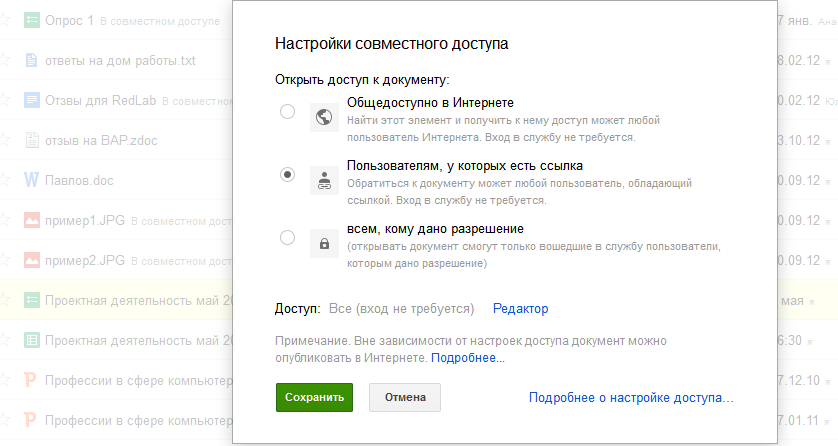 Опрос 1 В совместном доступе
7 янв.
ответы на дом работы.txt
8.02.12 я
Отзвы для RedLab В совместном
0.02.12
отзыв на ВАР.zdoc
3.10.12 я
Павлов.doc
0.09.12 я
пример1.JPG В совместном дост
0.09.12 я
пример2.JPG В совместном дост
0.09.12 я
Проектная деятельность май 20
мая я
Проектная деятельность май 20
6:30 я
Профессии в сфере компьютер
7.12.10 я
Профессии в сфере компьютер
7.01.11 я
Настройки совместного доступа
Открыть доступ к документу:
Общедоступно в Интернете
Найти этот элемент и получить к нему доступ может любой
пользователь Интернета. Вход в службу не требуется.
Пользователям, у которых есть ссылка
Обратиться к документу может любой пользователь, обладающий
ссылкой. Вход в службу не требуется.
всем, кому дано разрешение
(открывать документ смогут только вошедшие в службу пользователи,
которым дано разрешение)
Доступ: Все (вход не требуется) Редактор
Примечание. Вне зависимости от настроек доступа документ можно
опубликовать в Интернете. Подробнее...
Сохранить Отмена Подробнее о настройке доступа...